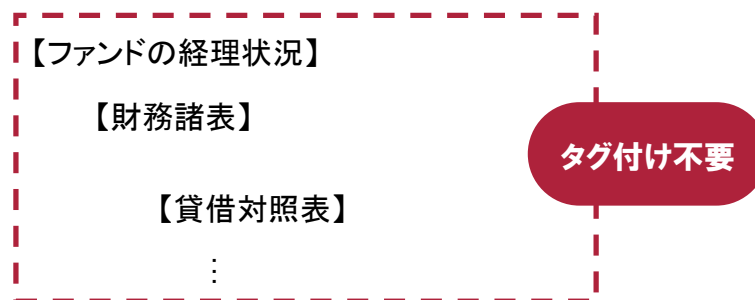 【ファンドの経理状況】
【財務諸表】
タグ付け不要
【貸借対照表】
⋮